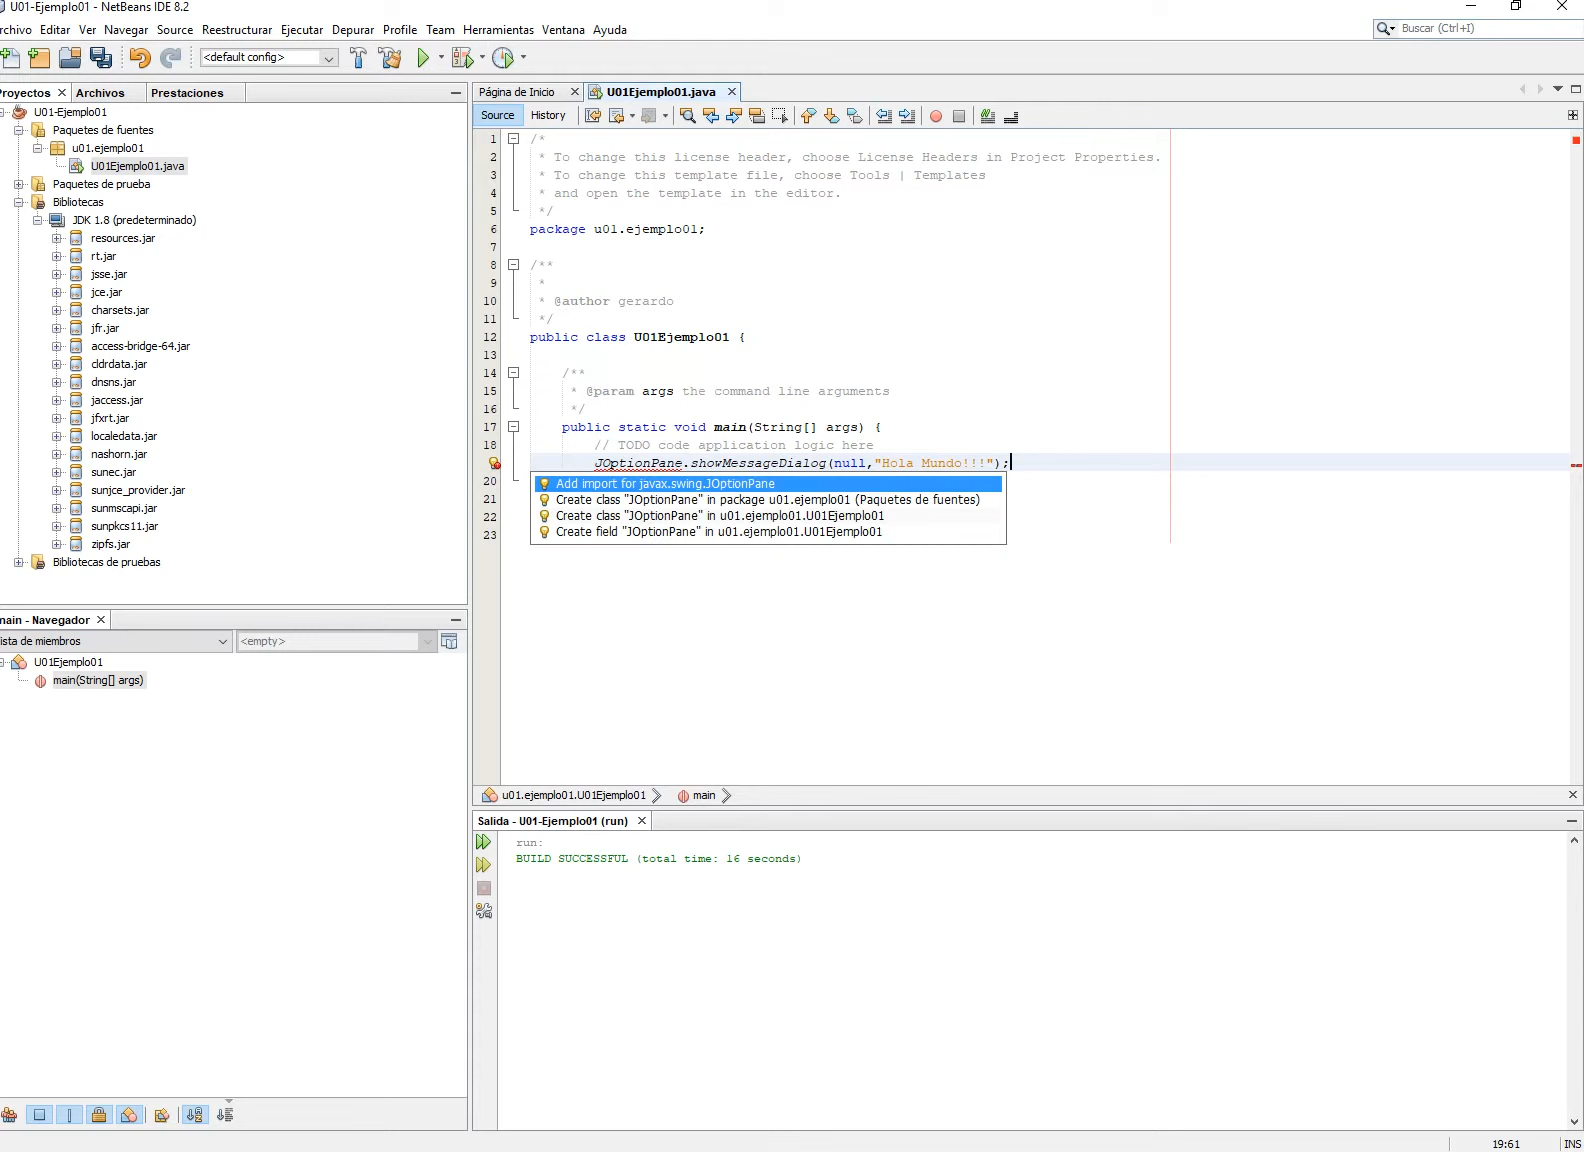 U01-Ejemplo01 - NetBeans IDE 8.2
rchivo Editar Ver Navegar Source Reestructurar Ejecutar Depurar Profile Team Herramientas Ventana Ayuda
Buscar (Ctrl+I)
<default config>
Proyectos Archivos Prestaciones
U01-Ejemplo01
Paquetes de fuentes
u01.ejemplo01
U01Ejemplo01.java
Paquetes de prueba
Bibliotecas
JDK 1.8 (predeterminado)
resources.jar
rt.jar
jsse.jar
jce.jar
charsets.jar
jfr.jar
access-bridge-64.jar
cldrdata.jar
dnsns.jar
jaccess.jar
jfxrt.jar
localedata.jar
nashorn.jar
sunec.jar
sunjce_provider.jar
sunmscapi.jar
sunpkcs11.jar
zipfs.jar
Bibliotecas de pruebas
main - Navegador
ista de miembros <empty>
U01Ejemplo01
main(String[] args)
Página de Inicio U01Ejemplo01.java
Source History
1 /*
2 * To change this license header, choose License Headers in Project Properties.
3 * To change this template file, choose Tools | Templates
4 * and open the template in the editor.
5 */
6 package u01.ejemplo01;
7
8 /**
9 *
10 * @author gerardo
11 */
12 public class U01Ejemplo01 {
13
14 /**
15 * @param args the command line arguments
16 */
17 public static void main(String[] args) {
18 // TODO code application logic here
JOptionPane.showMessageDialog(null,"Hola Mundo!!!");
20 Add import for javax.swing.JOptionPane
21 Create class "JOptionPane" in package u01.ejemplo01 (Paquetes de fuentes)
22 Create class "JOptionPane" in u01.ejemplo01.U01Ejemplo01
23 Create field "JOptionPane" in u01.ejemplo01.U01Ejemplo01
u01.ejemplo01.U01Ejemplo01 main
Salida - U01-Ejemplo01 (run)
run:
BUILD SUCCESSFUL (total time: 16 seconds)
19:61 INS